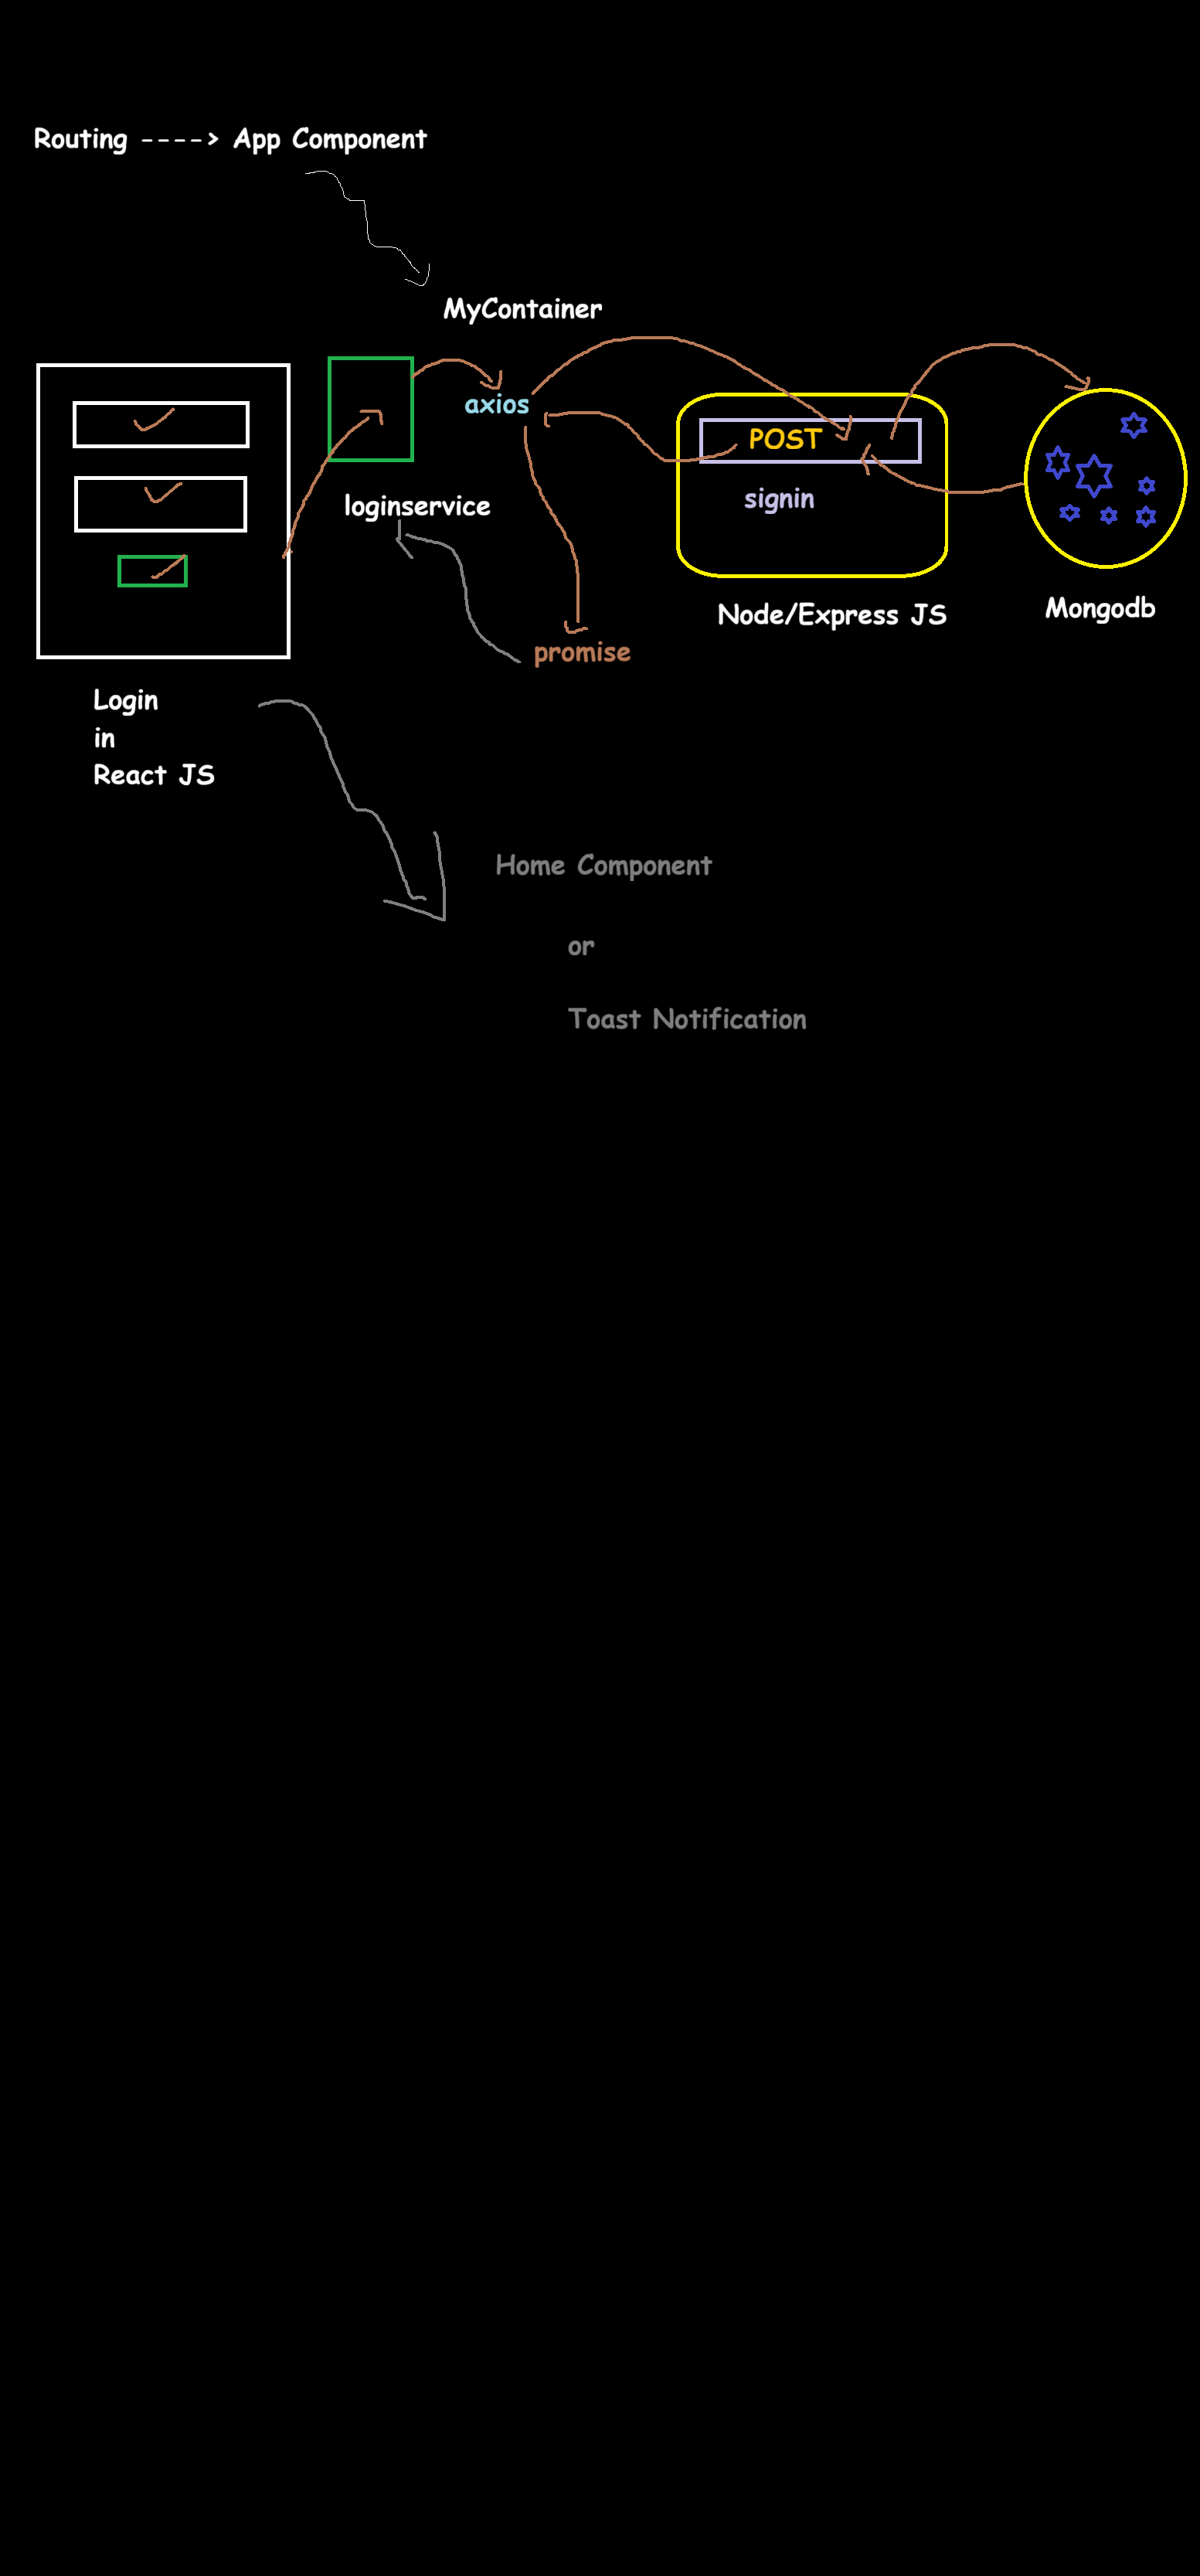 Routing ----> App Component
MyContainer
axios
POST
loginservice
signin
Node/Express JS
Mongodb
promise
Login
in
React JS
Home Component
or
Toast Notification